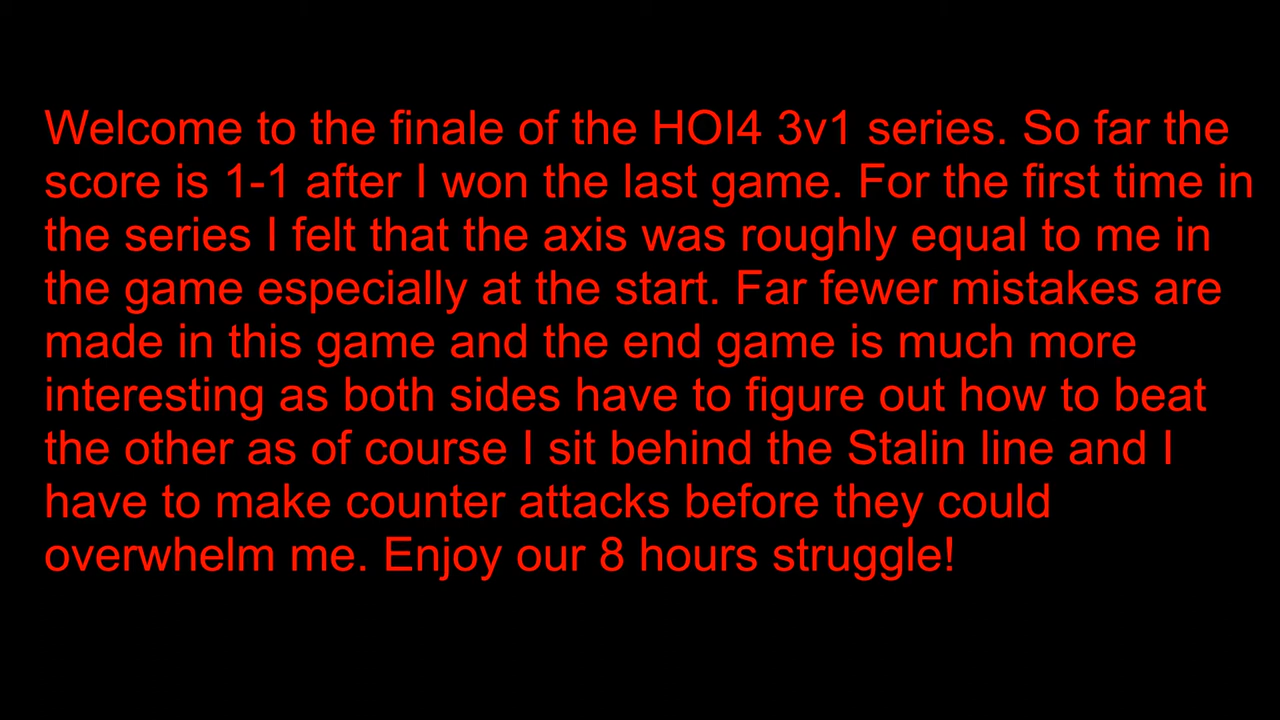 Welcome to the finale of the HOI4 3v1 series. So far the
score is 1-1 after I won the last game. For the first time in
the series I felt that the axis was roughly equal to me in
the game especially at the start. Far fewer mistakes are
made in this game and the end game is much more
interesting as both sides have to figure out how to beat
the other as of course I sit behind the Stalin line and I
have to make counter attacks before they could
overwhelm me. Enjoy our 8 hours struggle!